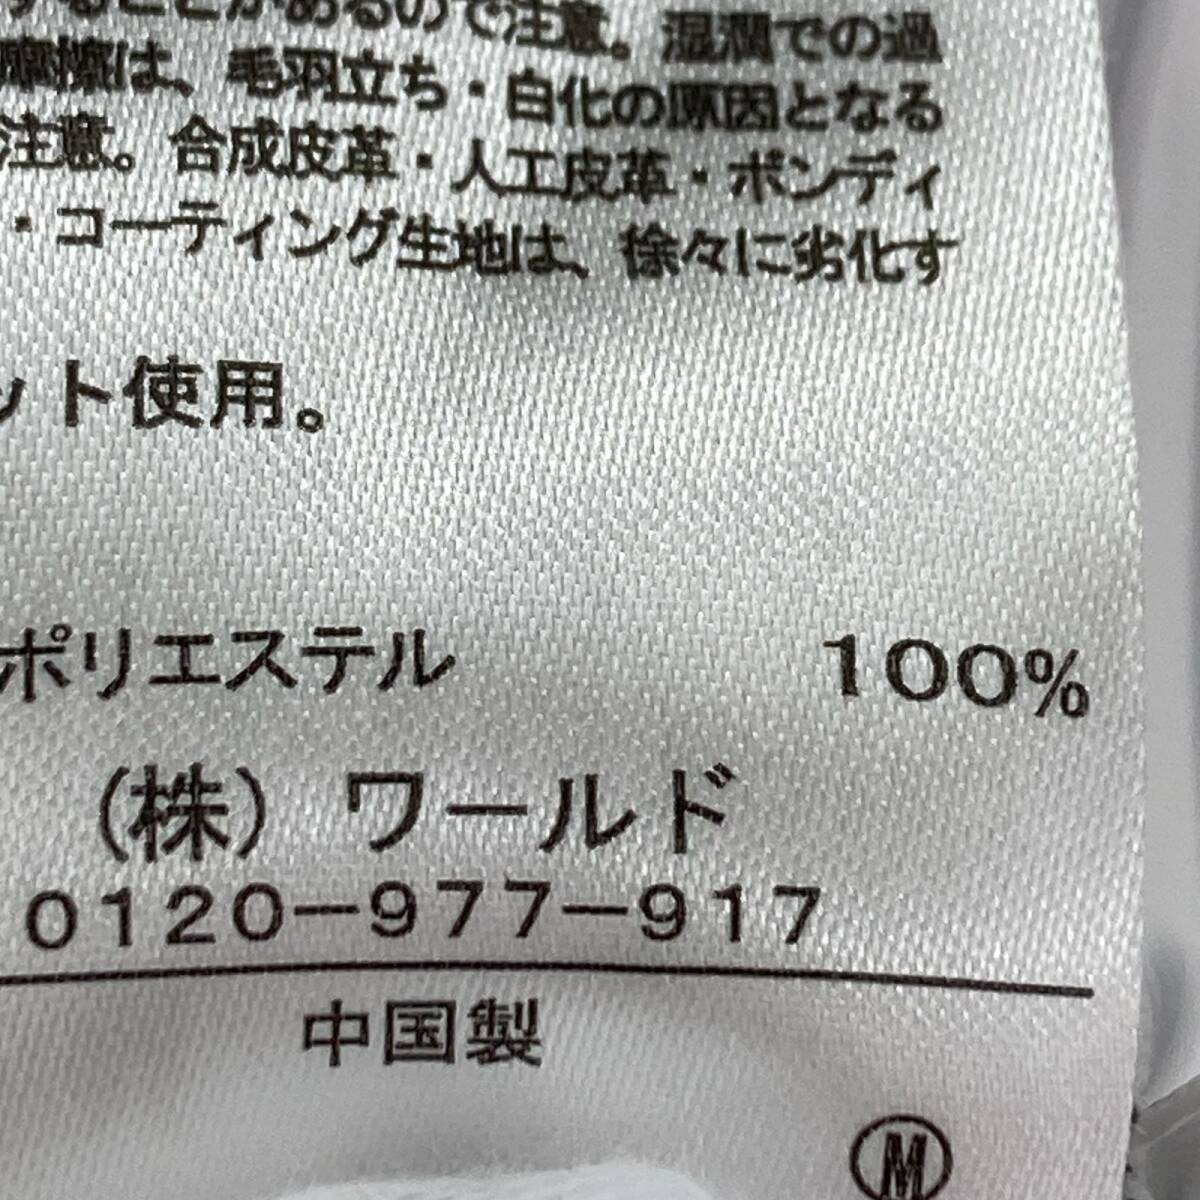 することがあるので注意。湿潤での過
摩擦は、毛羽立ち・白化の原因となる
注意。合成皮革・人工皮革・ボンディ
・コーティング生地は、徐々に劣化す
ット使用。
ポリエステル 100%
(株) ワールド
0120-977-917
中国製
M